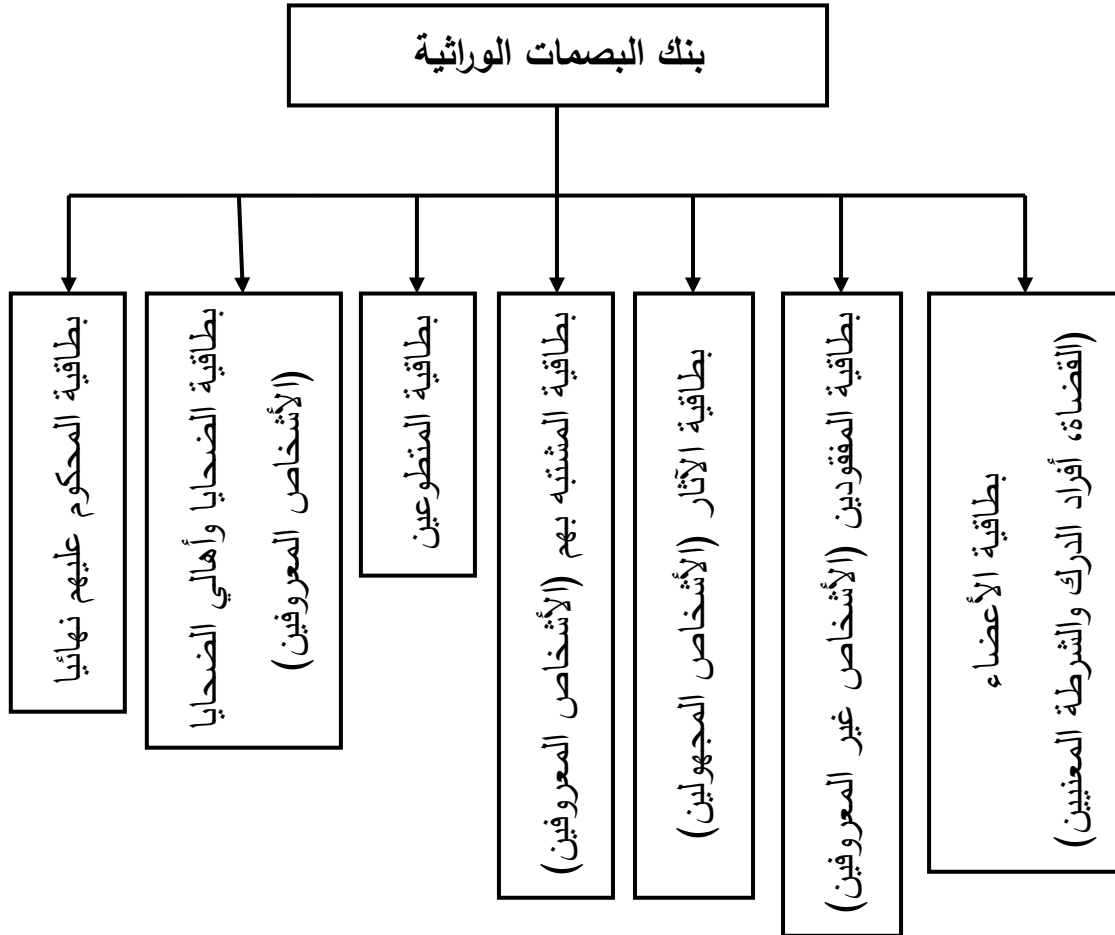 بنك البصمات الوراثية
بطاقية الأعضاء
(القضاة، أفراد الدرك والشرطة المعنيين)
بطاقية المفقودين (الأشخاص غير المعروفين)
بطاقية الآثار (الأشخاص المجهولين)
بطاقية المشتبه بهم (الأشخاص المعروفين)
بطاقية المتطوعين
بطاقية الضحايا وأهالي الضحايا
(الأشخاص المعروفين)
بطاقية المحكوم عليهم نهائيا